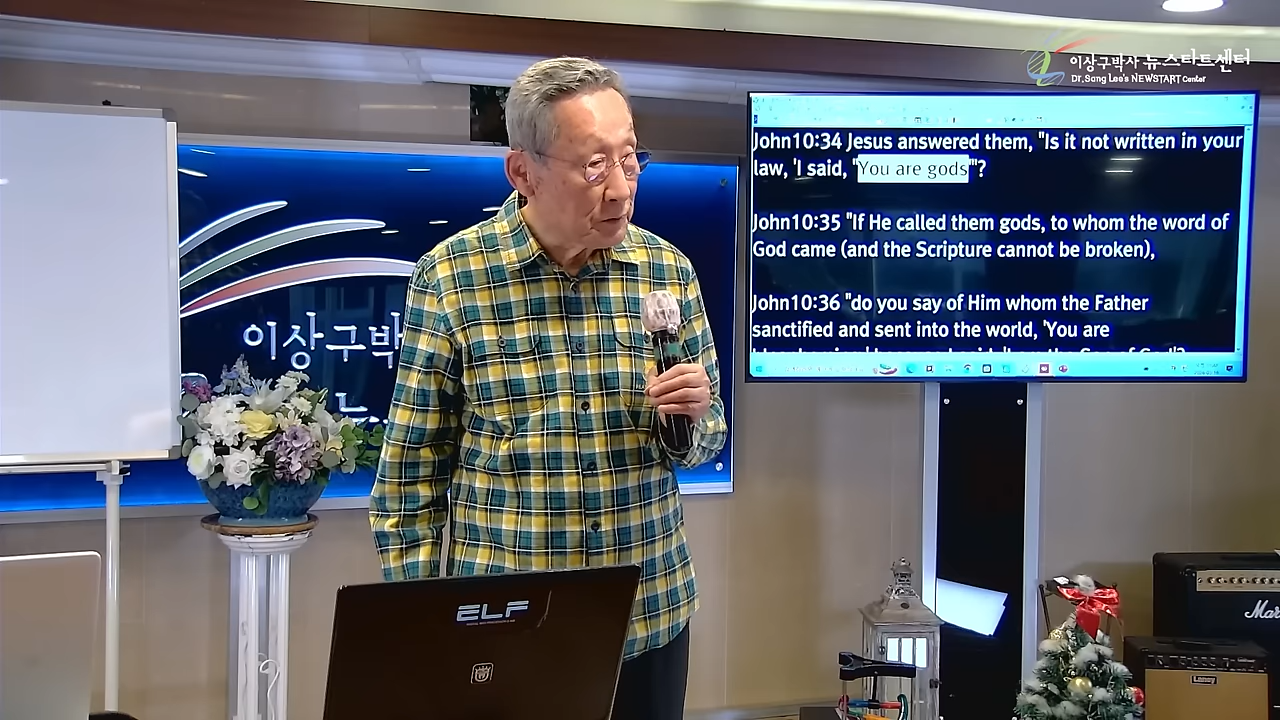 이상구박사 뉴스타트센터
Dr.Sang Lee's NEWSTART Center
John10:34 Jesus answered them, "Is it not written in your
law, 'I said, "You are gods"'?
John10:35 "If He called them gods, to whom the word of
God came (and the Scripture cannot be broken),
John10:36 "do you say of Him whom the Father
sanctified and sent into the world, 'You are
이상구박
뉴
ELF
Mar
Laney